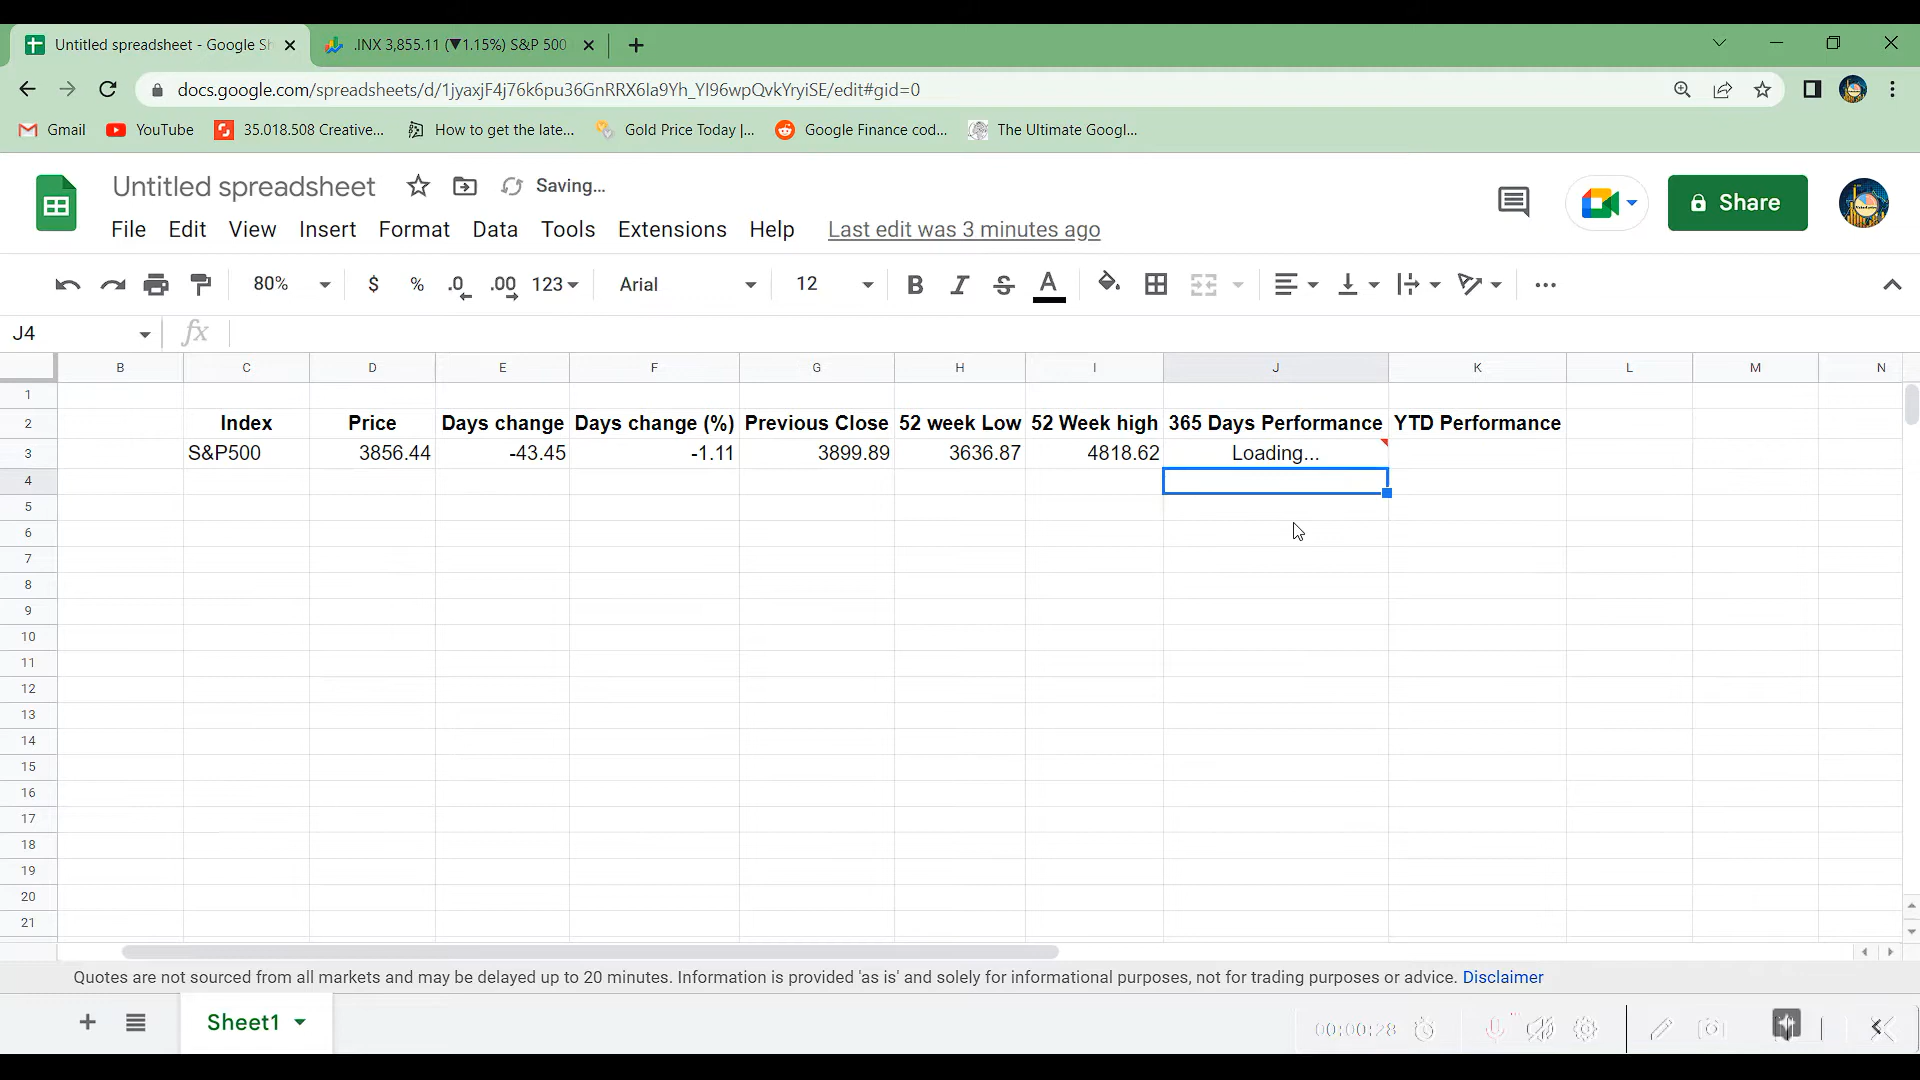 Untitled spreadsheet - Google Sh
.INX 3,855.11 (▼1.15%) S&P 500
docs.google.com/spreadsheets/d/1jyaxjF4j76k6pu36GnRRX6Ia9Yh_YI96wpQvkYryiSE/edit#gid=0
Gmail YouTube 35.018.508 Creative... How to get the late... Gold Price Today |... Google Finance cod... The Ultimate Googl...
Untitled spreadsheet Saving...
File Edit View Insert Format Data Tools Extensions Help Last edit was 3 minutes ago
Share
80% $ % .0 .00 123 Arial 12 B I S A
J4 fx
B C D E F G H I J K L M N
1
2 Index Price Days change Days change (%) Previous Close 52 week Low 52 Week high 365 Days Performance YTD Performance
3 S&P500 3856.44 -43.45 -1.11 3899.89 3636.87 4818.62 Loading...
4
5
6
7
8
9
10
11
12
13
14
15
16
17
18
19
20
21
Quotes are not sourced from all markets and may be delayed up to 20 minutes. Information is provided 'as is' and solely for informational purposes, not for trading purposes or advice. Disclaimer
Sheet1
00:00:28